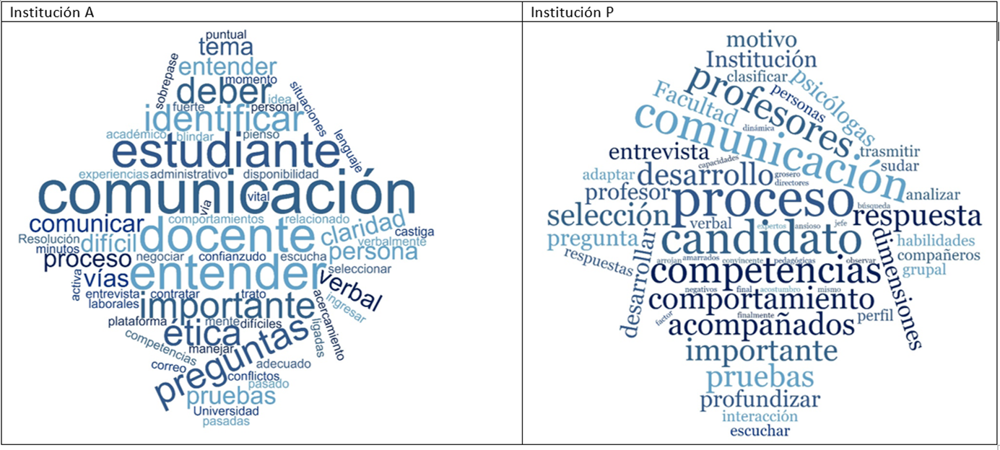 Institución A
puntual
tema
entender
sobrepase
momento
deber
idea
situaciones
fuerte
personal
identificar
académico
blindar
pienso
lenguaje
estudiante
experiencias
administrativo
disponibilidad
comunicación
vital
vía
comunicar
comportamientos
relacionado
claridad
castiga
Resolución
difícil
docente
verbalmente
minutos
persona
proceso
negociar
confianzudo
escucha
seleccionar
activa
vías
entender
verbal
entrevista
contratar
trato
acercamiento
ingresar
laborales
importante
plataforma
mente
difíciles
ligadas
ética
competencias
manejar
preguntas
correo
adecuado
conflictos
pasado
pruebas
Universidad
pasadas
Institución P
motivo
Institución
clasificar
psicólogas
profesores
personas
Facultad
dinámica
comunicación
entrevista
capacidades
trasmitir
sudar
adaptar
desarrollo
grosero
directores
profesor
proceso
analizar
búsqueda
selección
verbal
expertos
ansioso
jefe
respuesta
pregunta
candidato
dimensiones
habilidades
respuestas
desarrollar
arrojan
amarrados
convincente
pedagógicas
observar
compañeros
grupal
competencias
negativos
final
acostumbro
mismo
comportamiento
factor
finalmente
perfil
acompañados
importante
pruebas
profundizar
interacción
escuchar